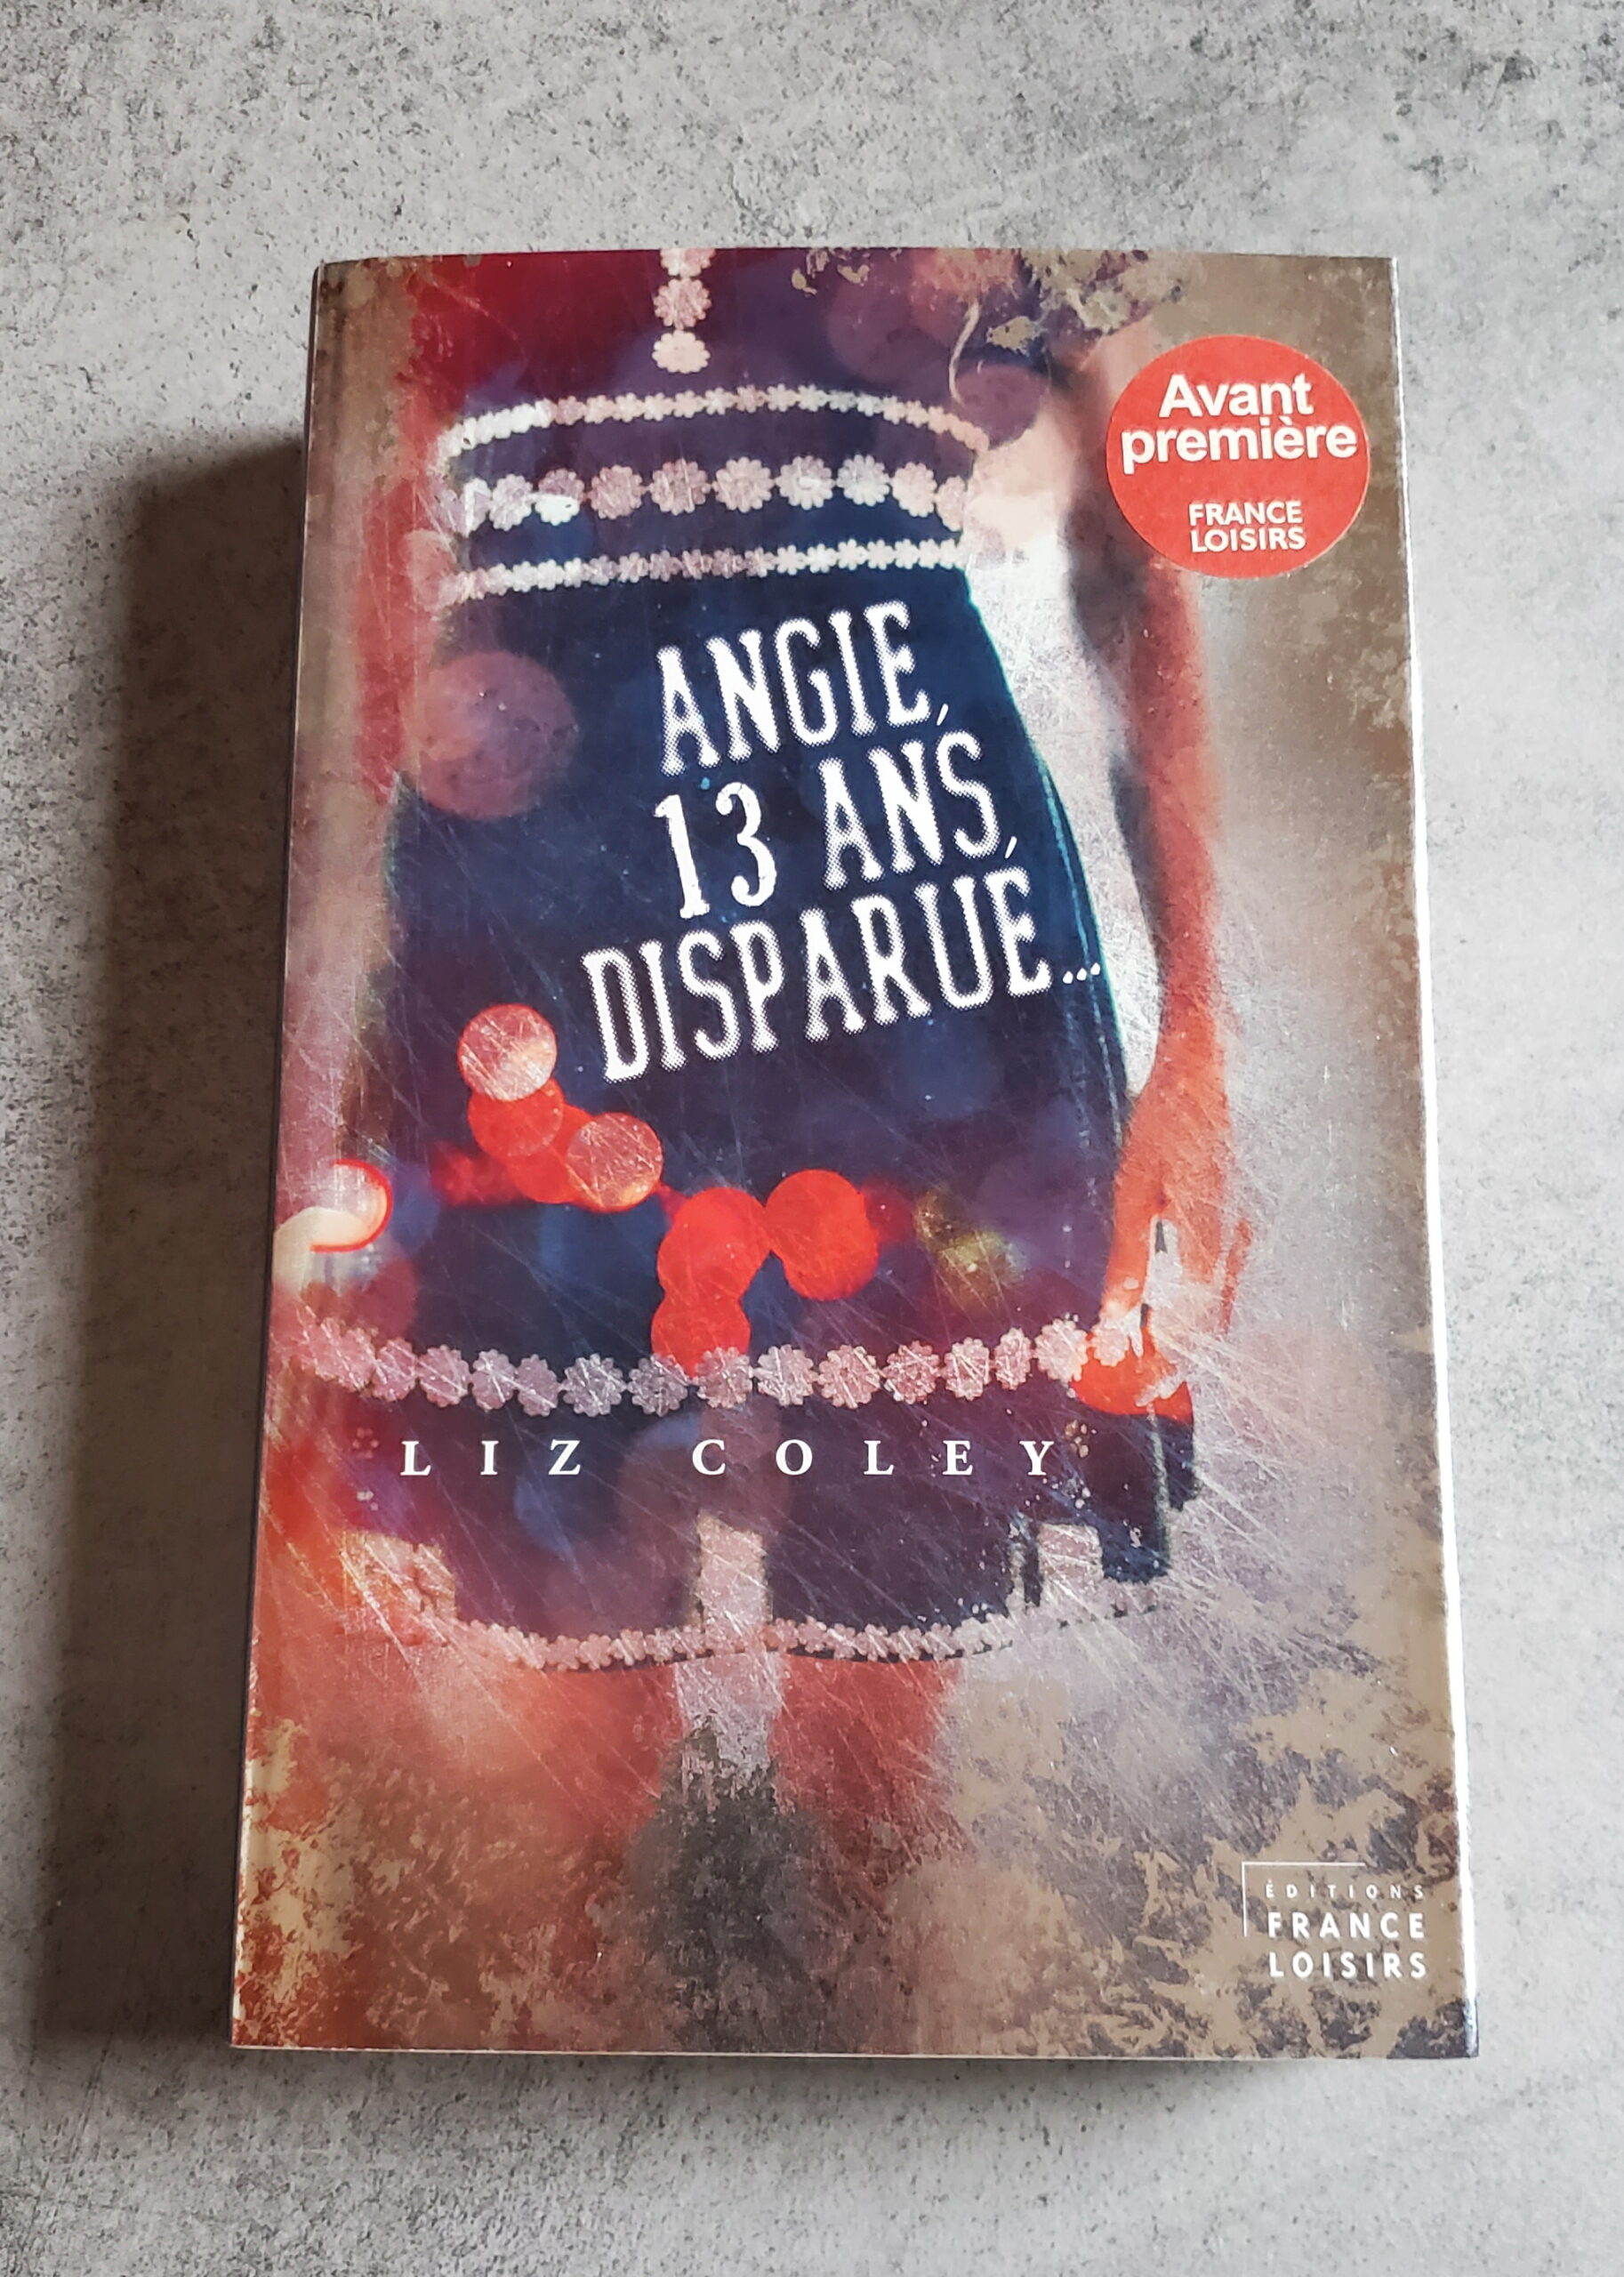 Avant
première
FRANCE
LOISIRS
ANGIE,
13 ANS,
DISPARUE...
LIZ COLEY
ÉDITIONS
FRANCE
LOISIRS